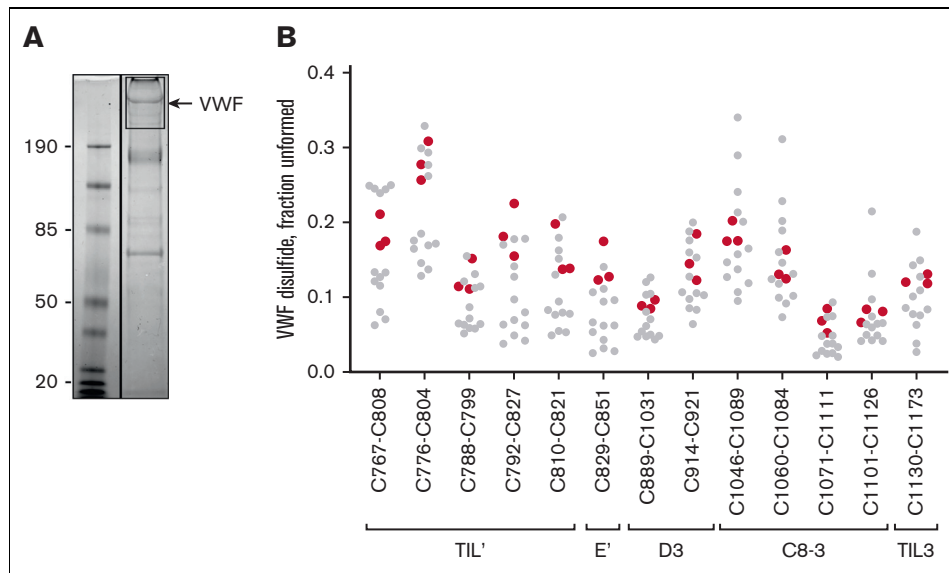 A
VWF
190 -
85 -
50 -
20 -
B
VWF disulfide, fraction unformed
0.4
0.3
0.2
0.1
0.0
C767-C808
C776-C804
C788-C799
C792-C827
C810-C821
C829-C851
C889-C1031
C914-C921
C1046-C1089
C1060-C1084
C1071-C1111
C1101-C1126
C1130-C1173
TIL'
E'
D3
C8-3
TIL3